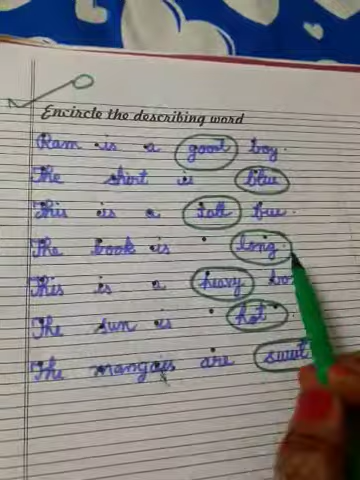 Encircle the describing word
Ram is a good boy.
The shirt is blue
This is a tall
The book is long.
This is a heavy
The sun is hot
The mangoes are sweet